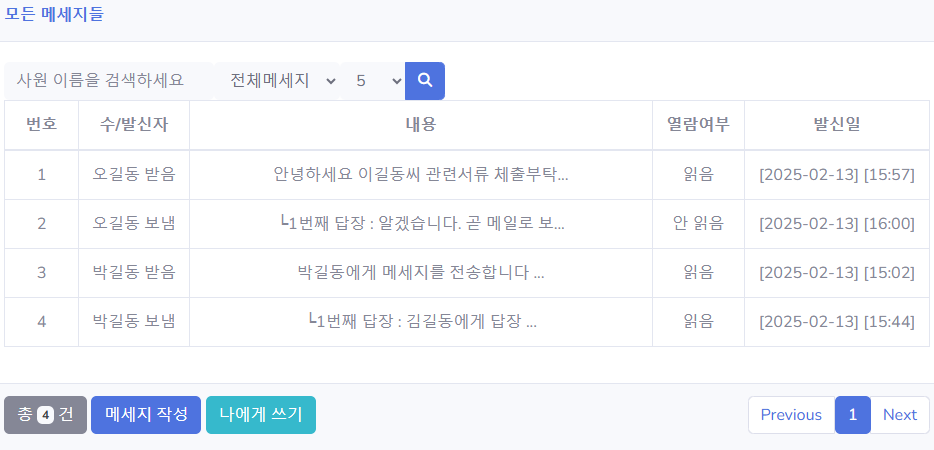 모든 메세지들
사원 이름을 검색하세요 전체메세지 5
번호 수/발신자 내용 열람여부 발신일
1 오길동 받음 안녕하세요 이길동씨 관련서류 체출부탁... 읽음 [2025-02-13] [15:57]
2 오길동 보냄 ┗1번째 답장 : 알겠습니다. 곧 메일로 보... 안 읽음 [2025-02-13] [16:00]
3 박길동 받음 박길동에게 메세지를 전송합니다 ... 읽음 [2025-02-13] [15:02]
4 박길동 보냄 ┗1번째 답장 : 김길동에게 답장 ... 읽음 [2025-02-13] [15:44]
총 4 건 메세지 작성 나에게 쓰기 Previous 1 Next